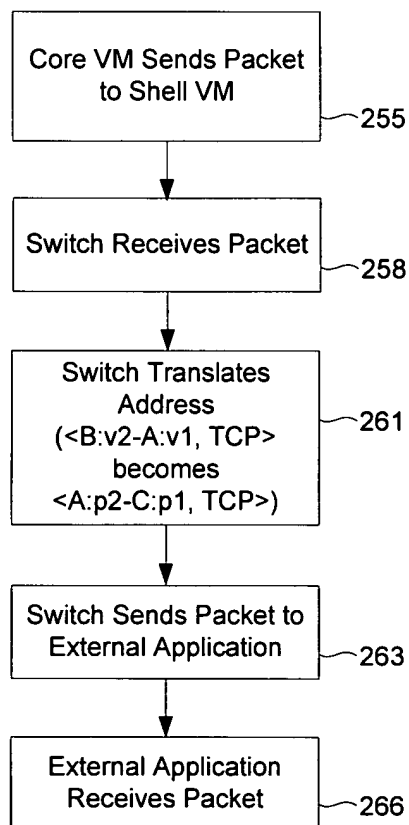 Core VM Sends Packet
to Shell VM
255
Switch Receives Packet
258
Switch Translates
Address
(<B:v2-A:v1, TCP>
becomes
<A:p2-C:p1, TCP>)
261
Switch Sends Packet to
External Application
263
External Application
Receives Packet
266